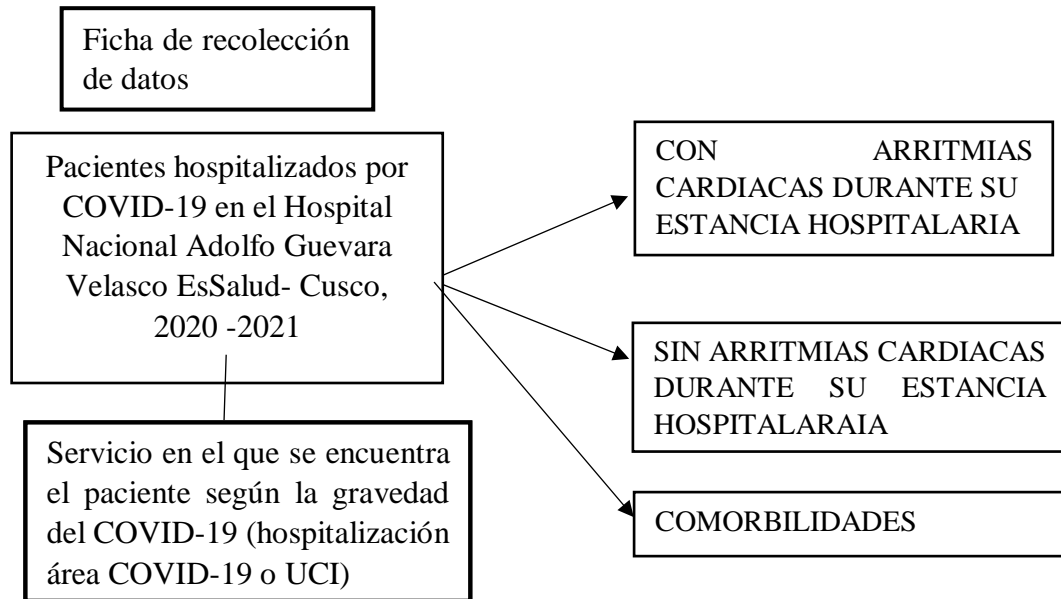 Ficha de recolección
de datos
Pacientes hospitalizados por
COVID-19 en el Hospital
Nacional Adolfo Guevara
Velasco EsSalud- Cusco,
2020 -2021
Servicio en el que se encuentra
el paciente según la gravedad
del COVID-19 (hospitalización
área COVID-19 o UCI)
CON ARRITMIAS
CARDIACAS DURANTE SU
ESTANCIA HOSPITALARIA
SIN ARRITMIAS CARDIACAS
DURANTE SU ESTANCIA
HOSPITALARAIA
COMORBILIDADES